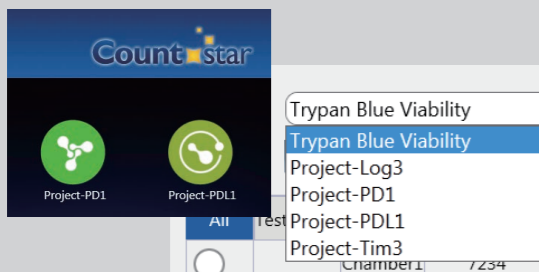 Countstar
Project-PD1
Project-PDL1
Trypan Blue Viability
Trypan Blue Viability
Project-Log3
Project-PD1
Project-PDL1
Project-Tim3
All
Test
Chamber1
7234